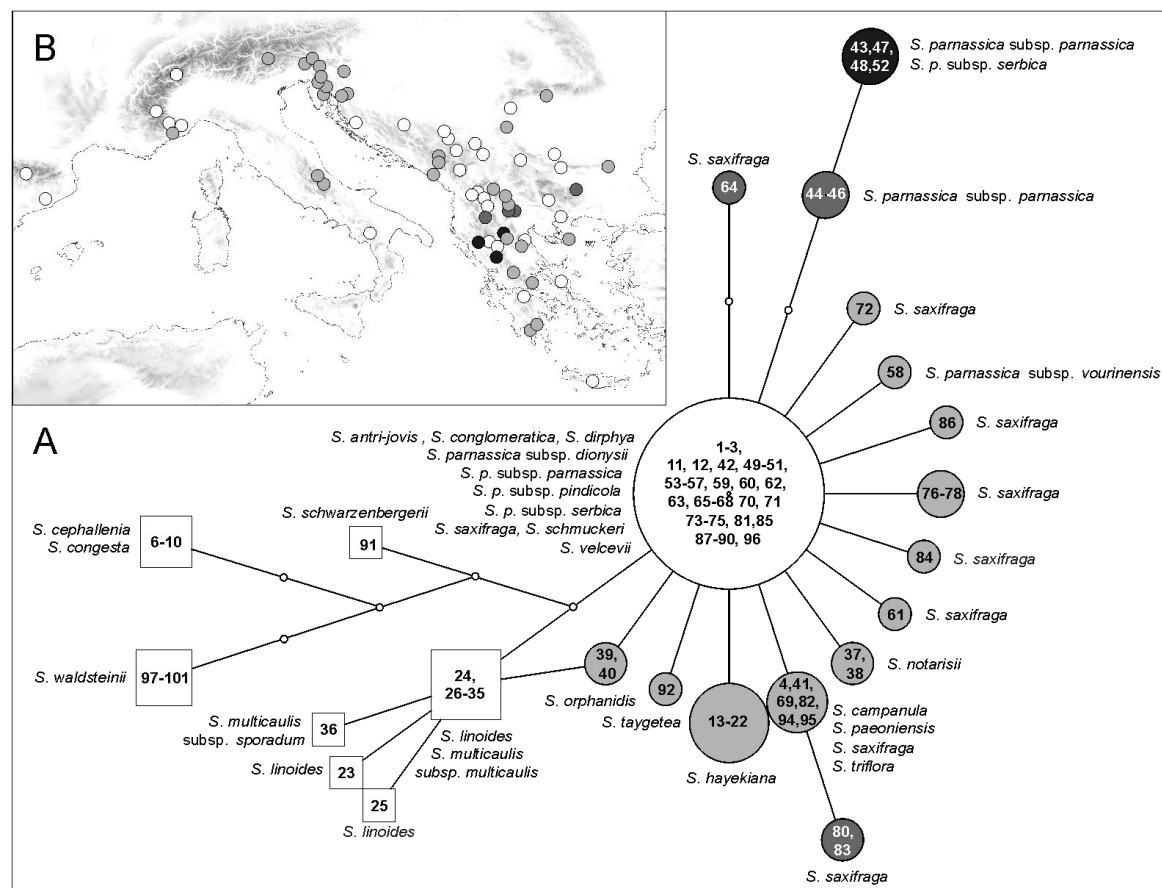 B
43,47,
48,52
S. parnassica subsp. parnassica
S. p. subsp. serbica
S. saxifraga
64
44-46
S. parnassica subsp. parnassica
72
S. saxifraga
58
S. parnassica subsp. vourinensis
86
S. saxifraga
76-78
S. saxifraga
84
S. saxifraga
61
S. saxifraga
37,
38
S. notarisii
A
S. antri-jovis , S. conglomeratica, S. dirphya
S. parnassica subsp. dionysii
S. p. subsp. parnassica
S. p. subsp. pindicola
S. p. subsp. serbica
S. saxifraga, S. schmuckeri
S. velcevii
1-3,
11, 12, 42, 49-51,
53-57, 59, 60, 62,
63, 65-68 70, 71
73-75, 81,85
87-90, 96
S. cephallenia
S. congesta
6-10
S. schwarzenbergerii
91
S. waldsteinii
97-101
24,
26-35
S. linoides
S. multicaulis
subsp. multicaulis
S. multicaulis
subsp. sporadum
36
S. linoides
23
25
S. linoides
39,
40
S. orphanidis
92
S. taygetea
13-22
S. hayekiana
4,41,
69,82,
94,95
S. campanula
S. paeoniensis
S. saxifraga
S. triflora
80,
83
S. saxifraga